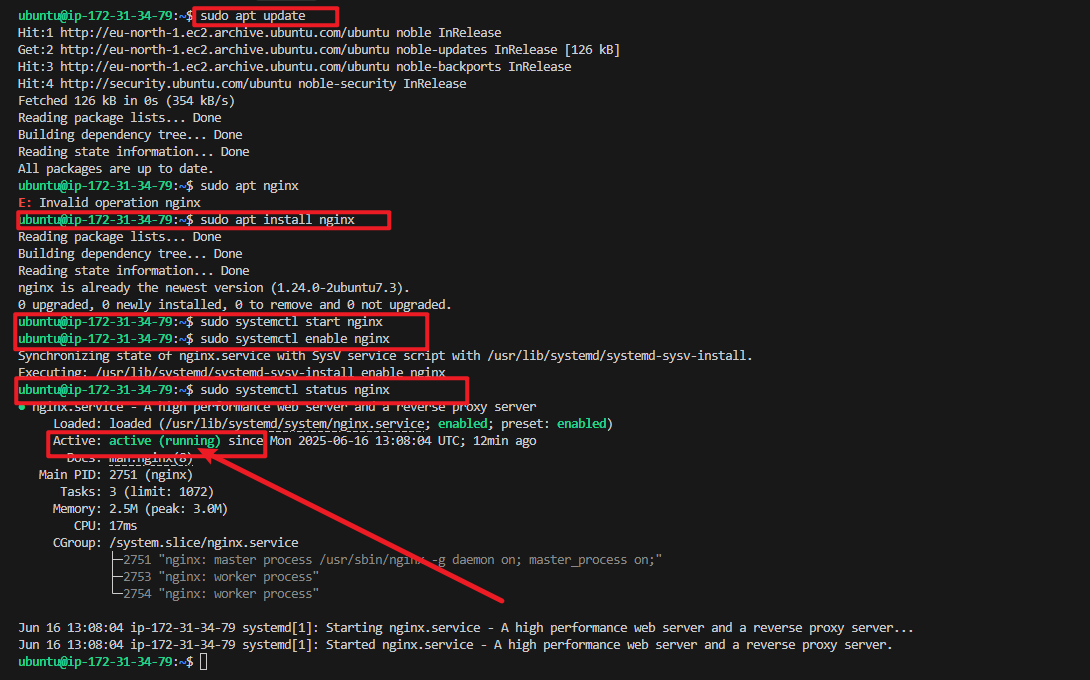 ubuntu@ip-172-31-34-79:~$ sudo apt update
Hit:1 http://eu-north-1.ec2.archive.ubuntu.com/ubuntu noble InRelease
Get:2 http://eu-north-1.ec2.archive.ubuntu.com/ubuntu noble-updates InRelease [126 kB]
Hit:3 http://eu-north-1.ec2.archive.ubuntu.com/ubuntu noble-backports InRelease
Hit:4 http://security.ubuntu.com/ubuntu noble-security InRelease
Fetched 126 kB in 0s (354 kB/s)
Reading package lists... Done
Building dependency tree... Done
Reading state information... Done
All packages are up to date.
ubuntu@ip-172-31-34-79:~$ sudo apt nginx
E: Invalid operation nginx
ubuntu@ip-172-31-34-79:~$ sudo apt install nginx
Reading package lists... Done
Building dependency tree... Done
Reading state information... Done
nginx is already the newest version (1.24.0-2ubuntu7.3).
0 upgraded, 0 newly installed, 0 to remove and 0 not upgraded.
ubuntu@ip-172-31-34-79:~$ sudo systemctl start nginx
ubuntu@ip-172-31-34-79:~$ sudo systemctl enable nginx
Synchronizing state of nginx.service with SysV service script with /usr/lib/systemd/systemd-sysv-install.
Executing: /usr/lib/systemd/systemd-sysv-install enable nginx
ubuntu@ip-172-31-34-79:~$ sudo systemctl status nginx
● nginx.service - A high performance web server and a reverse proxy server
Loaded: loaded (/usr/lib/systemd/system/nginx.service; enabled; preset: enabled)
Active: active (running) since Mon 2025-06-16 13:08:04 UTC; 12min ago
Docs: man:nginx(8)
Main PID: 2751 (nginx)
Tasks: 3 (limit: 1072)
Memory: 2.5M (peak: 3.0M)
CPU: 17ms
CGroup: /system.slice/nginx.service
├─2751 "nginx: master process /usr/sbin/nginx -g daemon on; master_process on;"
├─2753 "nginx: worker process"
└─2754 "nginx: worker process"
Jun 16 13:08:04 ip-172-31-34-79 systemd[1]: Starting nginx.service - A high performance web server and a reverse proxy server...
Jun 16 13:08:04 ip-172-31-34-79 systemd[1]: Started nginx.service - A high performance web server and a reverse proxy server.
ubuntu@ip-172-31-34-79:~$